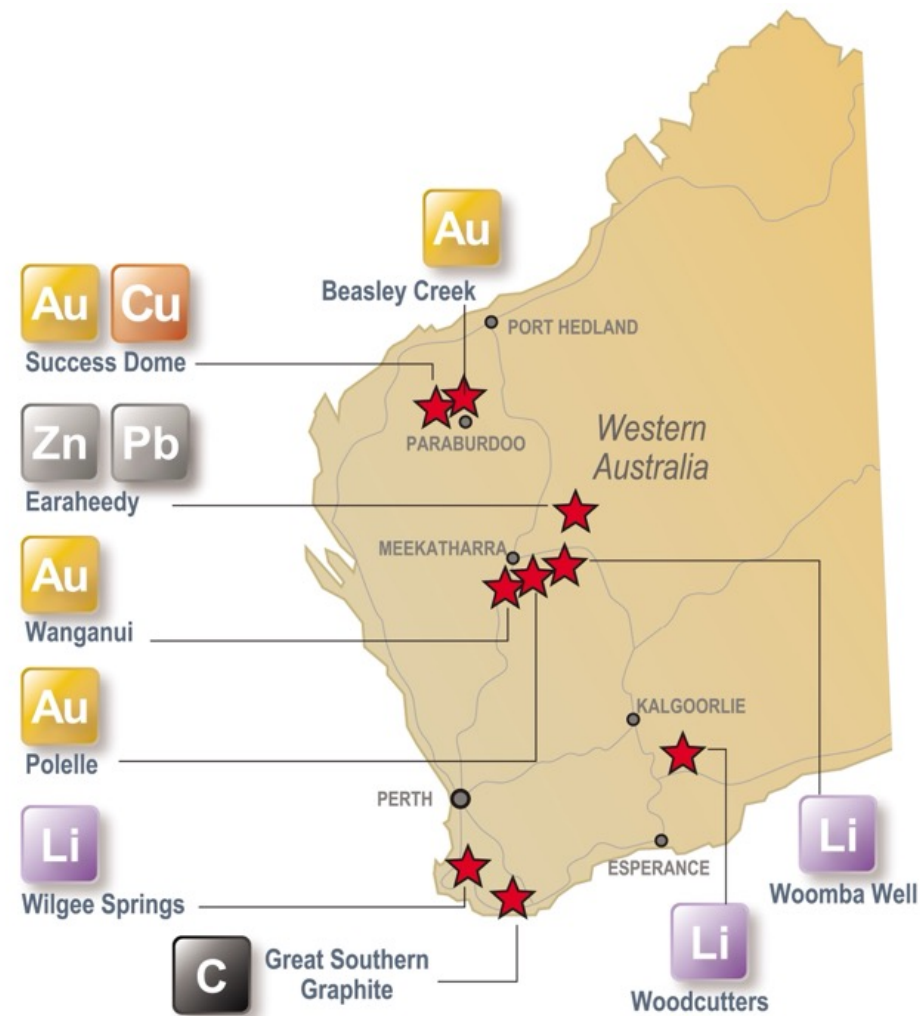 Au
Beasley Creek
Au Cu
Success Dome
PORT HEDLAND
PARABURDOO
Western
Australia
Zn Pb
Earaheedy
MEEKATHARRA
Au
Wanganui
Au
Polelle
KALGOORLIE
PERTH
Li
Wilgee Springs
ESPERANCE
Li
Woomba Well
C
Great Southern
Graphite
Li
Woodcutters